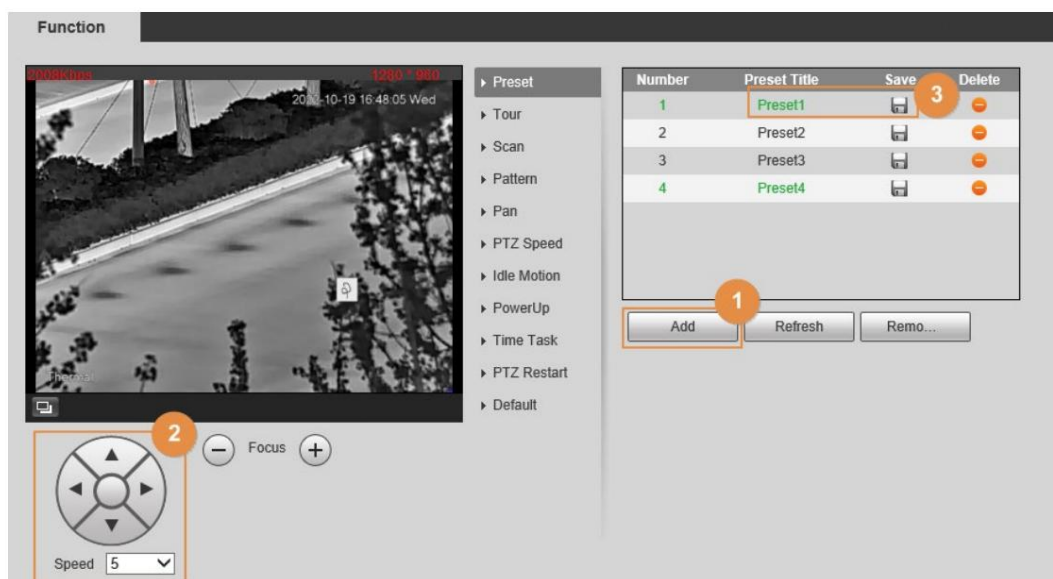 Function
2008Kbps 1280 * 960
2022-10-19 16:48:05 Wed
Thermal
2
Focus
Speed 5
Preset
Tour
Scan
Pattern
Pan
PTZ Speed
Idle Motion
PowerUp
Time Task
PTZ Restart
Default
Number Preset Title Save Delete
3
1 Preset1
2 Preset2
3 Preset3
4 Preset4
1
Add Refresh Remo...